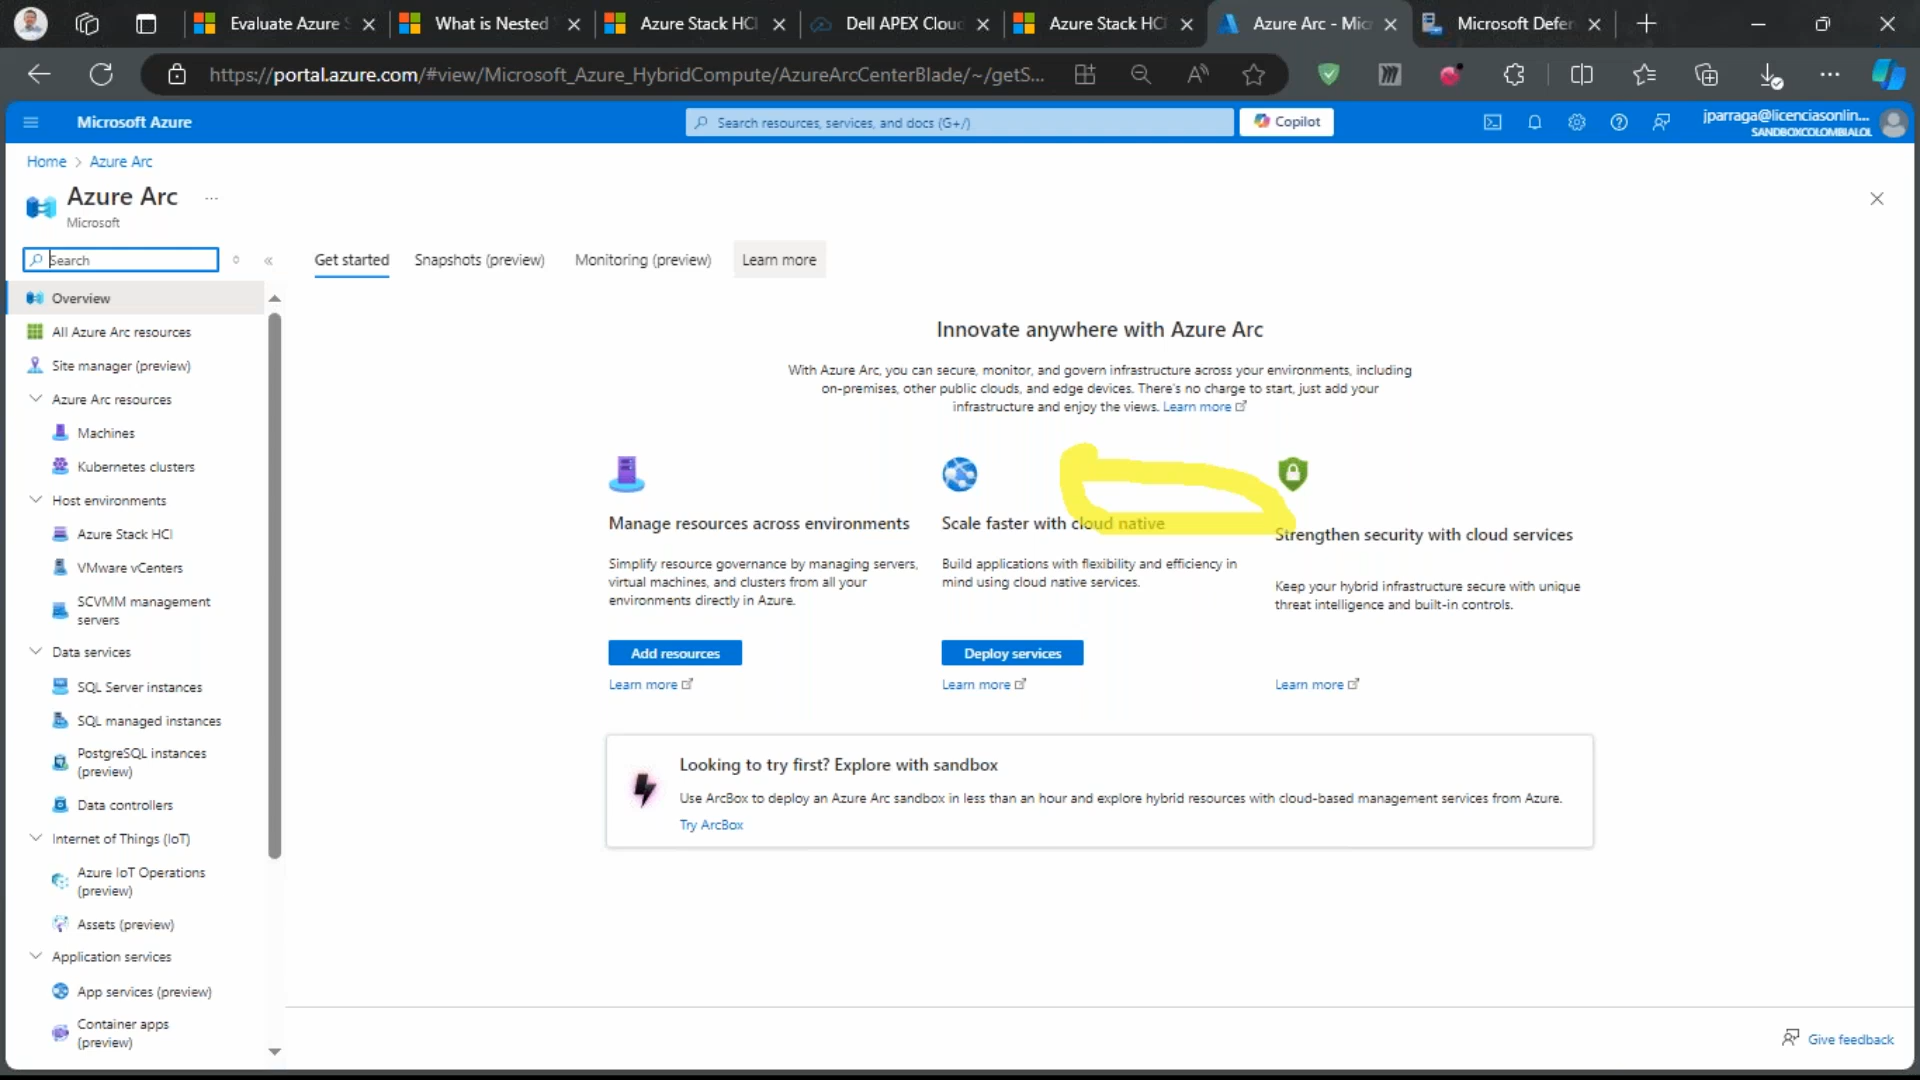 Evaluate Azure S
What is Nested
Azure Stack HCI
Dell APEX Cloud
Azure Stack HCI
Azure Arc - Micr
Microsoft Defen
https://portal.azure.com/#view/Microsoft_Azure_HybridCompute/AzureArcCenterBlade/~/getS...
Microsoft Azure
Search resources, services, and docs (G+/)
Copilot
jparraga@licenciasonlin...
SANDBOXCOLOMBIALOL
Home > Azure Arc
Azure Arc ...
Microsoft
Search
Get started
Snapshots (preview)
Monitoring (preview)
Learn more
Overview
All Azure Arc resources
Site manager (preview)
Azure Arc resources
Machines
Kubernetes clusters
Host environments
Azure Stack HCI
VMware vCenters
SCVMM management
servers
Data services
SQL Server instances
SQL managed instances
PostgreSQL instances
(preview)
Data controllers
Internet of Things (IoT)
Azure IoT Operations
(preview)
Assets (preview)
Application services
App services (preview)
Container apps
(preview)
Innovate anywhere with Azure Arc
With Azure Arc, you can secure, monitor, and govern infrastructure across your environments, including
on-premises, other public clouds, and edge devices. There's no charge to start, just add your
infrastructure and enjoy the views. Learn more
Manage resources across environments
Simplify resource governance by managing servers,
virtual machines, and clusters from all your
environments directly in Azure.
Add resources
Learn more
Scale faster with cloud native
Build applications with flexibility and efficiency in
mind using cloud native services.
Deploy services
Learn more
Strengthen security with cloud services
Keep your hybrid infrastructure secure with unique
threat intelligence and built-in controls.
Learn more
Looking to try first? Explore with sandbox
Use ArcBox to deploy an Azure Arc sandbox in less than an hour and explore hybrid resources with cloud-based management services from Azure.
Try ArcBox
Give feedback